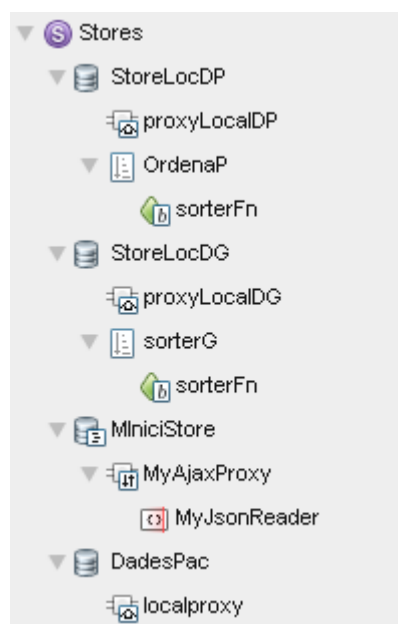 Stores
StoreLocDP
proxyLocalDP
OrdenaP
sorterFn
StoreLocDG
proxyLocalDG
sorterG
sorterFn
MIniciStore
MyAjaxProxy
MyJsonReader
DadesPac
localproxy